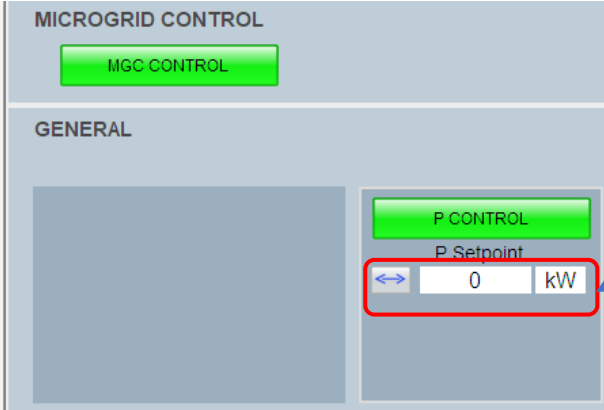 MICROGRID CONTROL
MGC CONTROL
GENERAL
P CONTROL
P Setpoint
0 kW